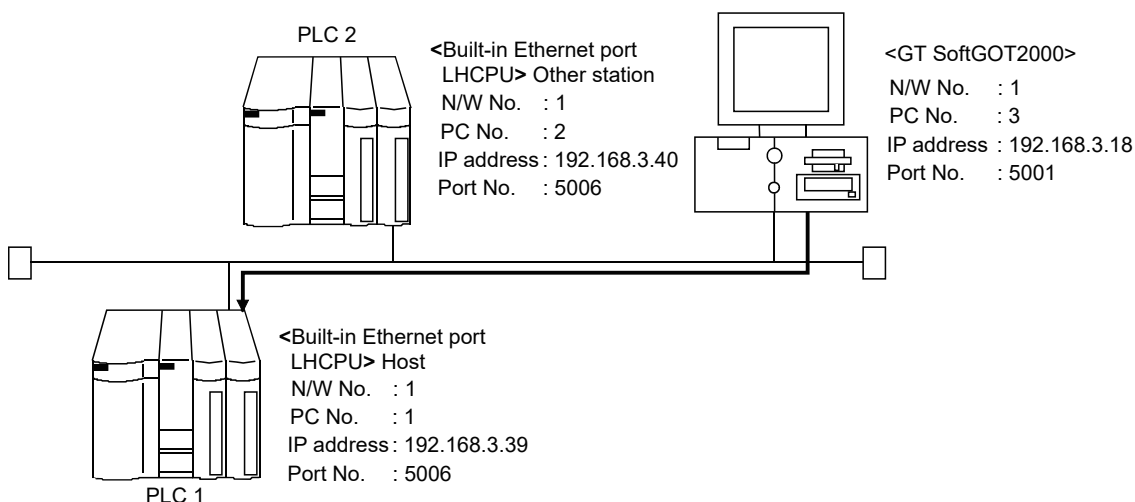 PLC 2
<Built-in Ethernet port
LHCPU> Other station
N/W No. : 1
PC No. : 2
IP address : 192.168.3.40
Port No. : 5006
<GT SoftGOT2000>
N/W No. : 1
PC No. : 3
IP address : 192.168.3.18
Port No. : 5001
<Built-in Ethernet port
LHCPU> Host
N/W No. : 1
PC No. : 1
IP address : 192.168.3.39
Port No. : 5006
PLC 1